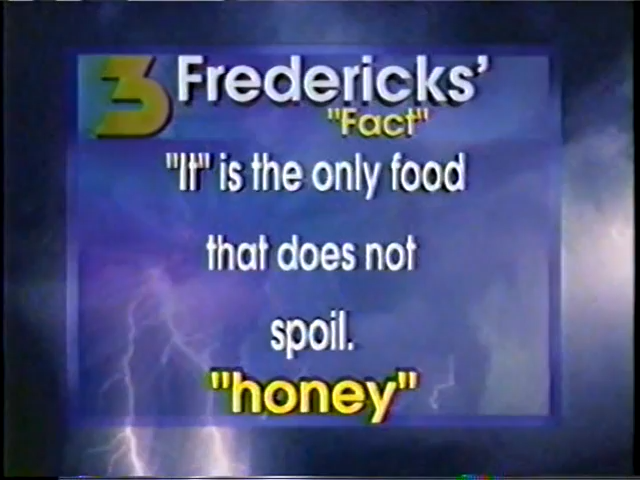 3 Fredericks'
"Fact"
"It" is the only food
that does not
spoil.
"honey"